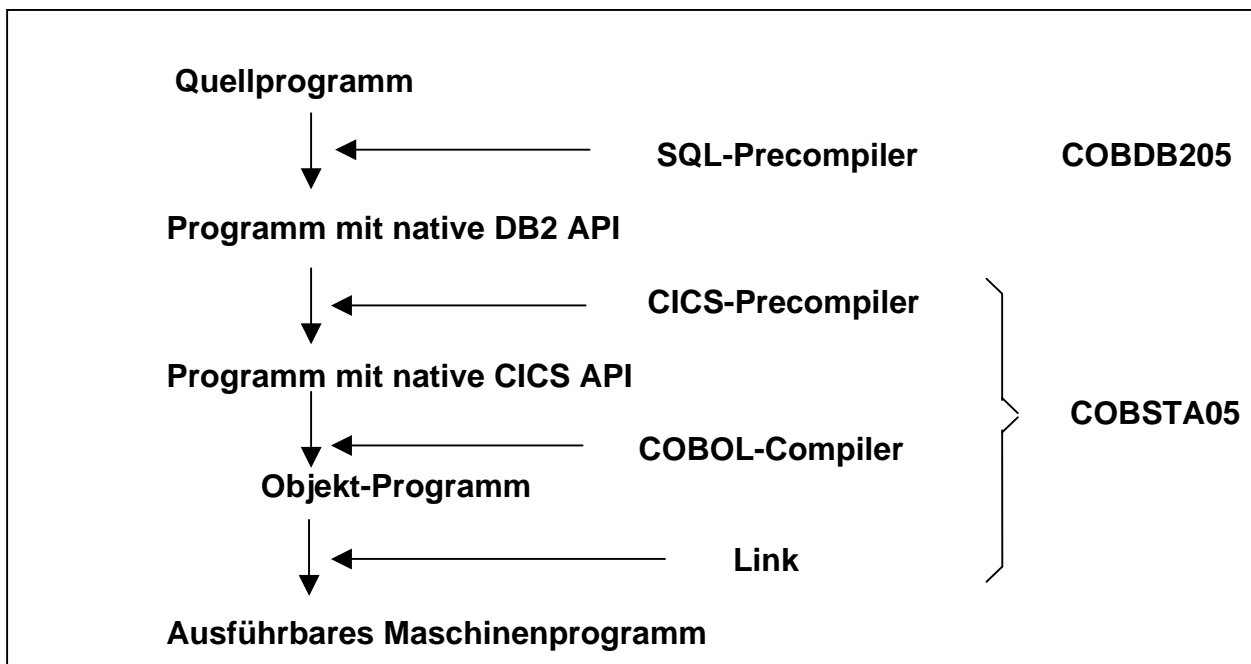 Quellprogramm
SQL-Precompiler COBDB205
Programm mit native DB2 API
CICS-Precompiler
Programm mit native CICS API
COBSTA05
COBOL-Compiler
Objekt-Programm
Link
Ausführbares Maschinenprogramm